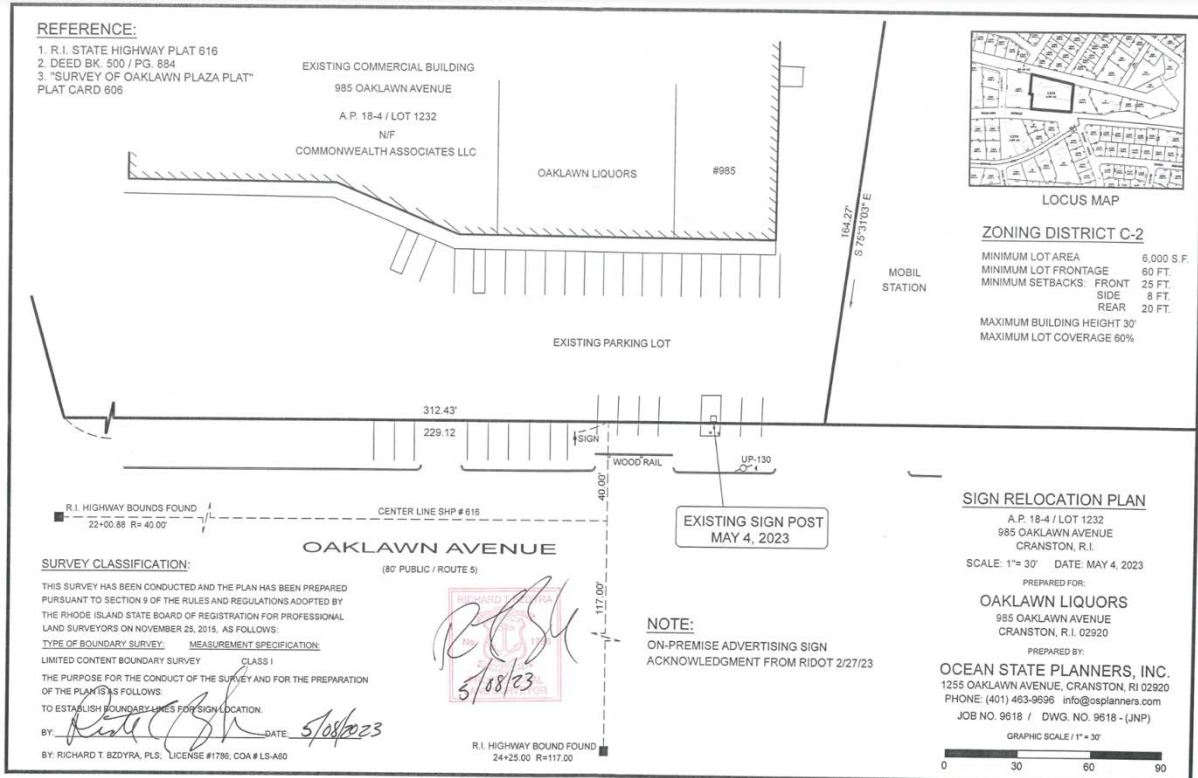 REFERENCE:
1. R.I. STATE HIGHWAY PLAT 616
2. DEED BK. 500 / PG. 884
3. "SURVEY OF OAKLAWN PLAZA PLAT"
PLAT CARD 606
EXISTING COMMERCIAL BUILDING
985 OAKLAWN AVENUE
A.P. 18-4 / LOT 1232
N/F
COMMONWEALTH ASSOCIATES LLC
OAKLAWN LIQUORS
#985
164.27'
S 75°31'03" E
MOBIL
STATION
LOCUS MAP
ZONING DISTRICT C-2
MINIMUM LOT AREA 6,000 S.F.
MINIMUM LOT FRONTAGE 60 FT.
MINIMUM SETBACKS: FRONT 25 FT.
SIDE 8 FT.
REAR 20 FT.
MAXIMUM BUILDING HEIGHT 30'
MAXIMUM LOT COVERAGE 60%
EXISTING PARKING LOT
312.43'
229.12
SIGN
WOOD RAIL
UP-130
40.00'
R.I. HIGHWAY BOUNDS FOUND
22+00.88 R= 40.00'
CENTER LINE SHP # 616
OAKLAWN AVENUE
(80' PUBLIC / ROUTE 5)
EXISTING SIGN POST
MAY 4, 2023
117.00'
SURVEY CLASSIFICATION:
THIS SURVEY HAS BEEN CONDUCTED AND THE PLAN HAS BEEN PREPARED
PURSUANT TO SECTION 9 OF THE RULES AND REGULATIONS ADOPTED BY
THE RHODE ISLAND STATE BOARD OF REGISTRATION FOR PROFESSIONAL
LAND SURVEYORS ON NOVEMBER 25, 2015, AS FOLLOWS:
TYPE OF BOUNDARY SURVEY: MEASUREMENT SPECIFICATION:
LIMITED CONTENT BOUNDARY SURVEY CLASS I
THE PURPOSE FOR THE CONDUCT OF THE SURVEY AND FOR THE PREPARATION
OF THE PLAN IS AS FOLLOWS:
TO ESTABLISH BOUNDARY LINES FOR SIGN LOCATION.
BY: DATE: 5/08/2023
BY: RICHARD T. BZDYRA, PLS; LICENSE #1786; COA # LS-A60
RICHARD T. BZDYRA
No
5/08/23
R.I. HIGHWAY BOUND FOUND
24+25.00 R=117.00
NOTE:
ON-PREMISE ADVERTISING SIGN
ACKNOWLEDGMENT FROM RIDOT 2/27/23
SIGN RELOCATION PLAN
A.P. 18-4 / LOT 1232
985 OAKLAWN AVENUE
CRANSTON, R.I.
SCALE: 1"= 30' DATE: MAY 4, 2023
PREPARED FOR:
OAKLAWN LIQUORS
985 OAKLAWN AVENUE
CRANSTON, R.I. 02920
PREPARED BY:
OCEAN STATE PLANNERS, INC.
1255 OAKLAWN AVENUE, CRANSTON, RI 02920
PHONE: (401) 463-9696 info@osplanners.com
JOB NO. 9618 / DWG. NO. 9618 - (JNP)
GRAPHIC SCALE / 1" = 30'
0 30 60 90